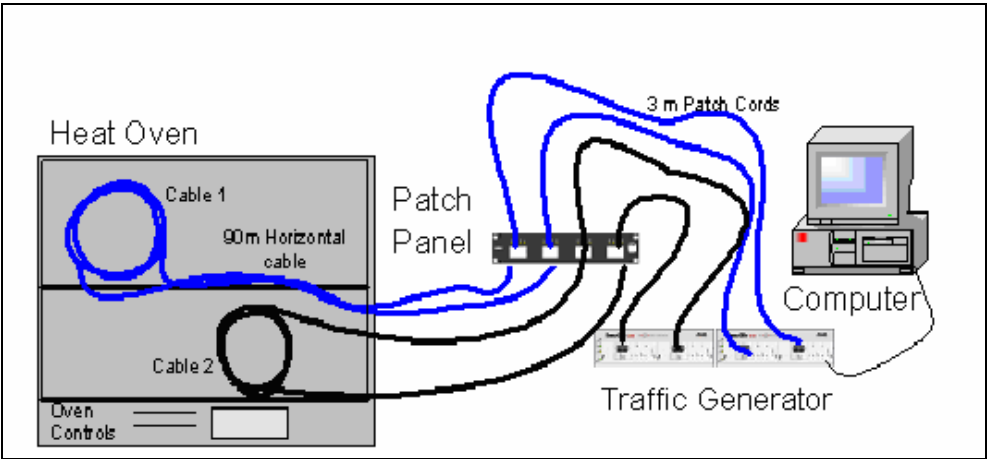 3 m Patch Cords
Heat Oven
Cable 1
Patch
Panel
90m Horizontal
cable
Computer
Cable 2
Traffic Generator
Oven
Controls